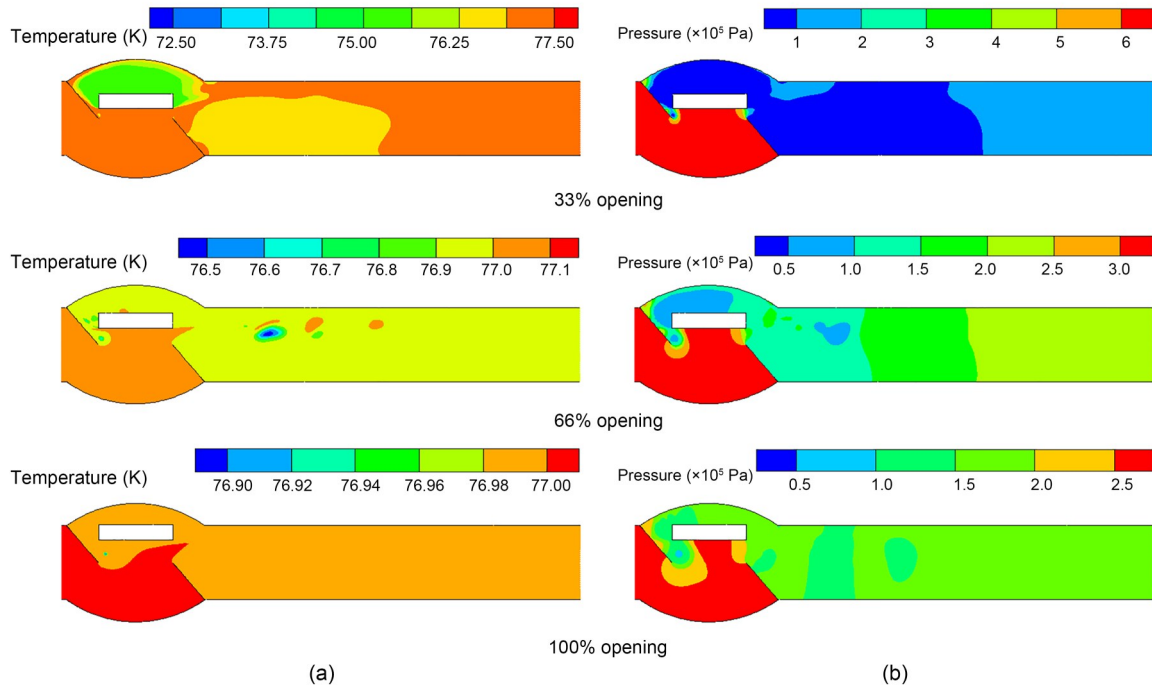 Temperature (K)
72.50 73.75 75.00 76.25 77.50
Pressure (×10⁵ Pa)
1 2 3 4 5 6
33% opening
Temperature (K)
76.5 76.6 76.7 76.8 76.9 77.0 77.1
Pressure (×10⁵ Pa)
0.5 1.0 1.5 2.0 2.5 3.0
66% opening
Temperature (K)
76.90 76.92 76.94 76.96 76.98 77.00
Pressure (×10⁵ Pa)
0.5 1.0 1.5 2.0 2.5
100% opening
(a) (b)